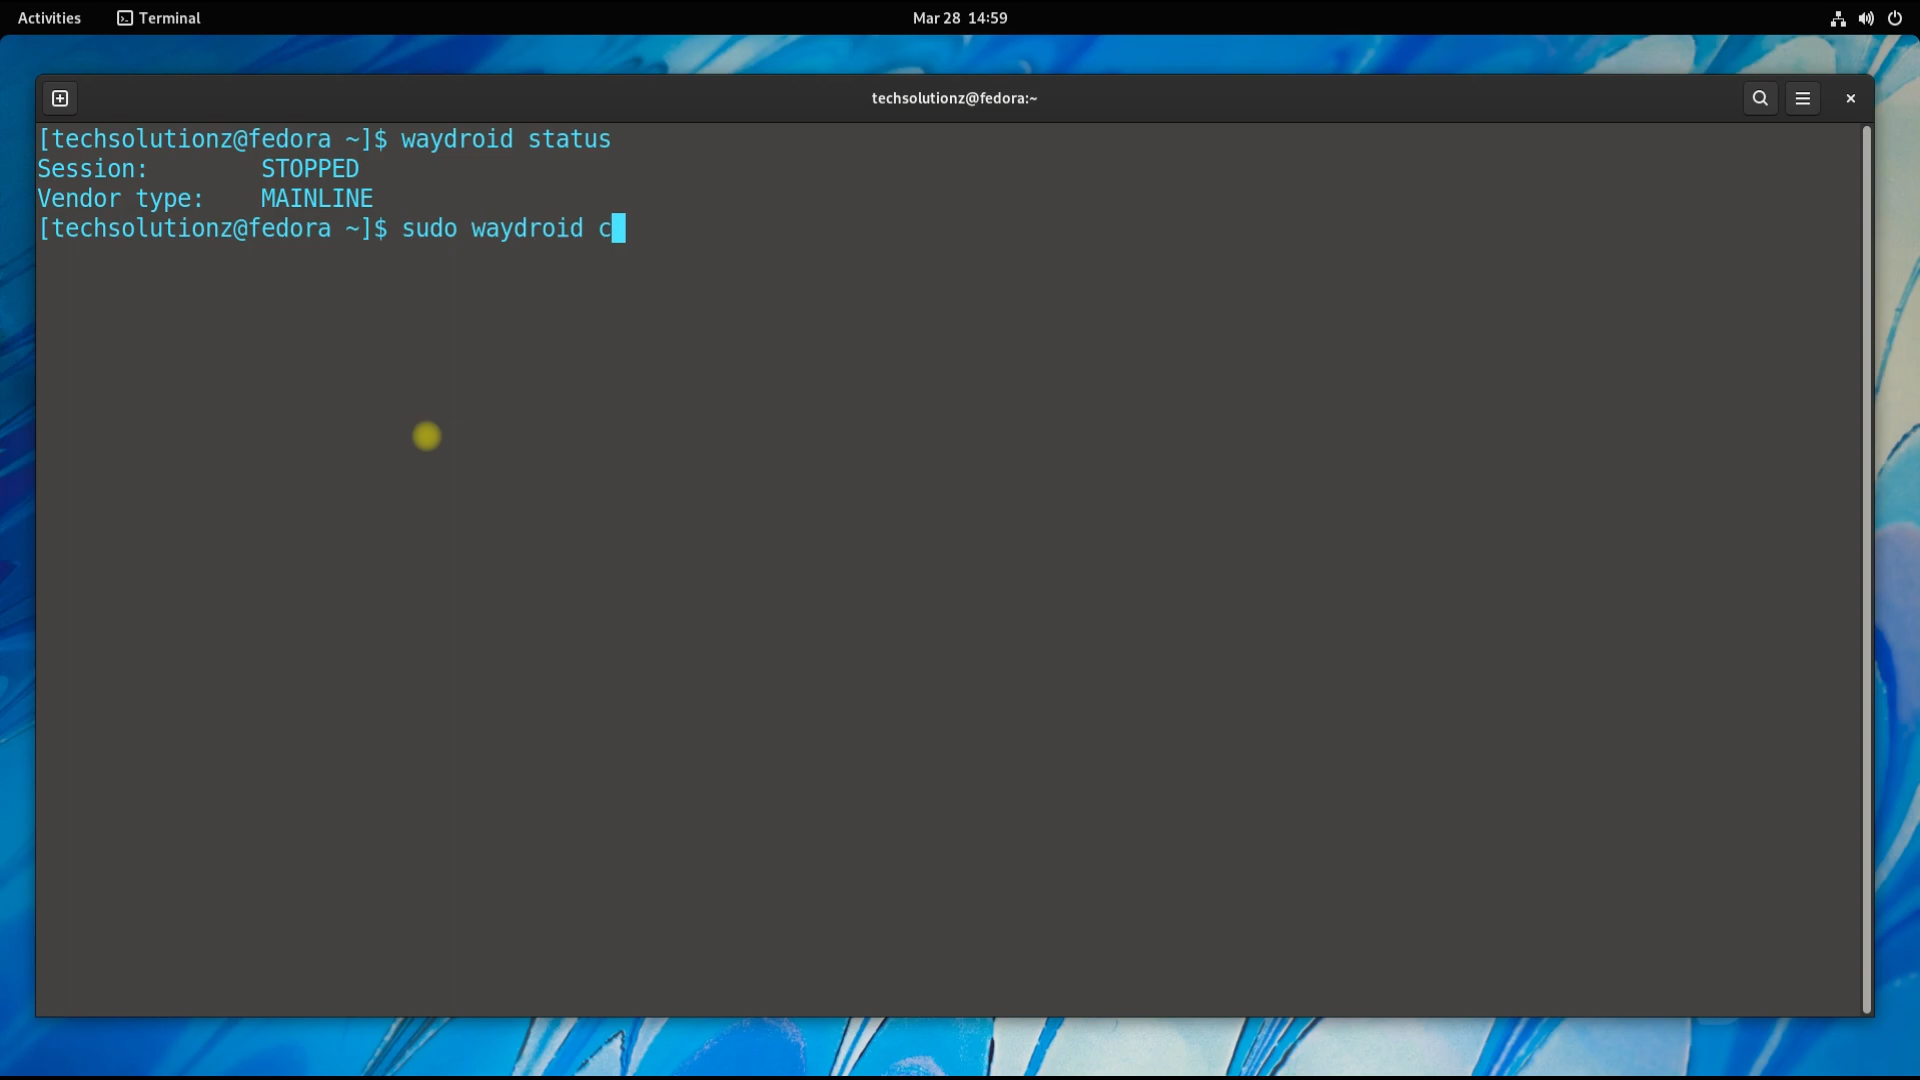 Activities Terminal Mar 28 14:59
techsolutionz@fedora:~
[techsolutionz@fedora ~]$ waydroid status
Session: STOPPED
Vendor type: MAINLINE
[techsolutionz@fedora ~]$ sudo waydroid c